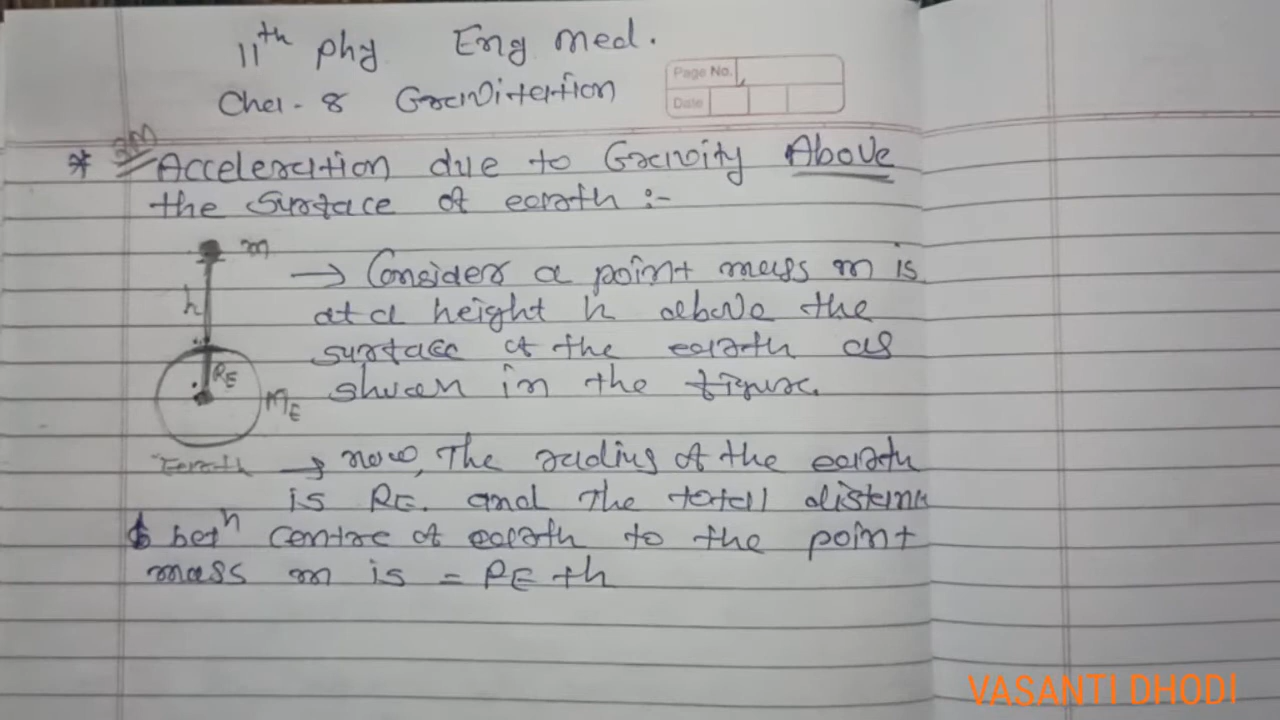 11th phy Eng med.
Cha - 8 Gravitation
Page No.
Date
* 3M Acceleration due to Gravity Above
the surface of earth :-
m
h
RE
ME
Earth
→ Consider a point mass m is
at a height h above the
surface of the earth as
shown in the figure.
→ now, The radius of the earth
is RE. and The total distance
betn centre of earth to the point
mass m is = RE + h
VASANTI DHODI